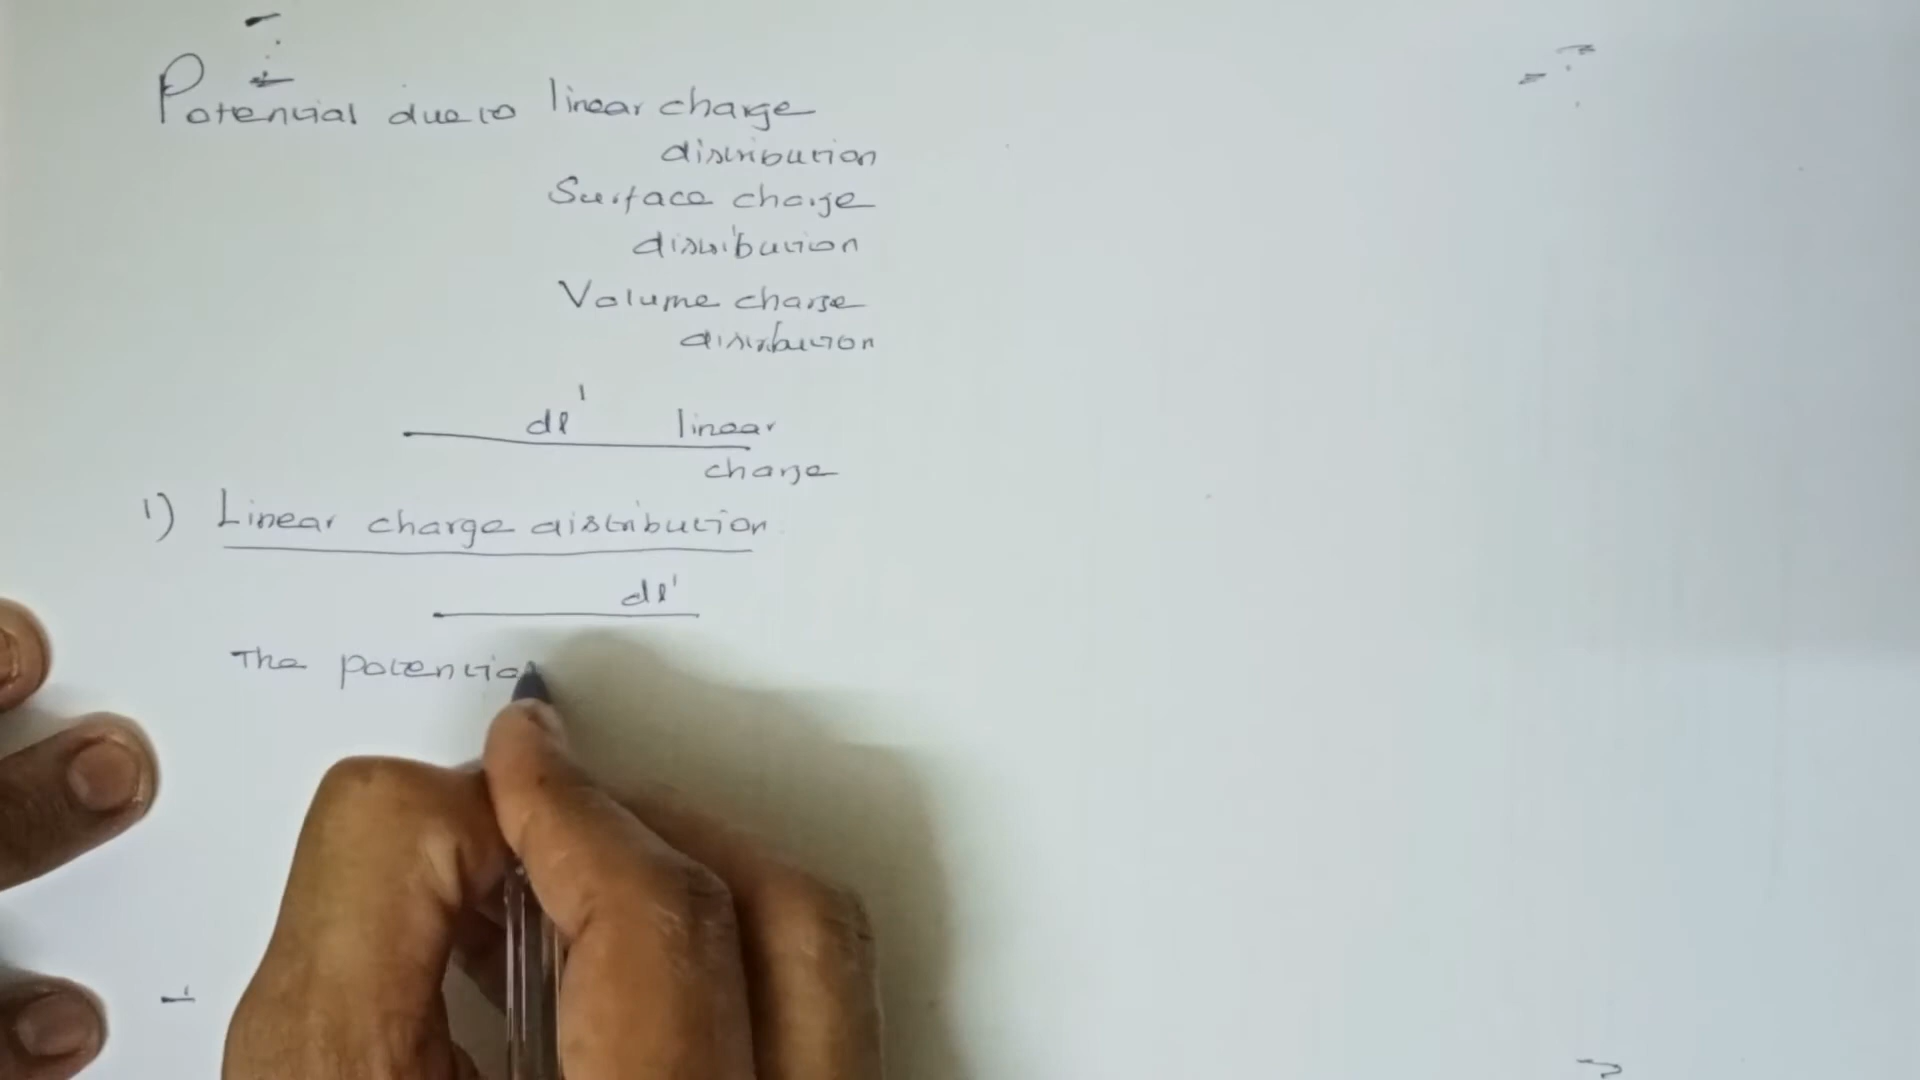 Potential due to linear charge
distribution
Surface charge
distribution
Volume charge
distribution
dl' linear
charge
1) Linear charge distribution
dl'
The potentia